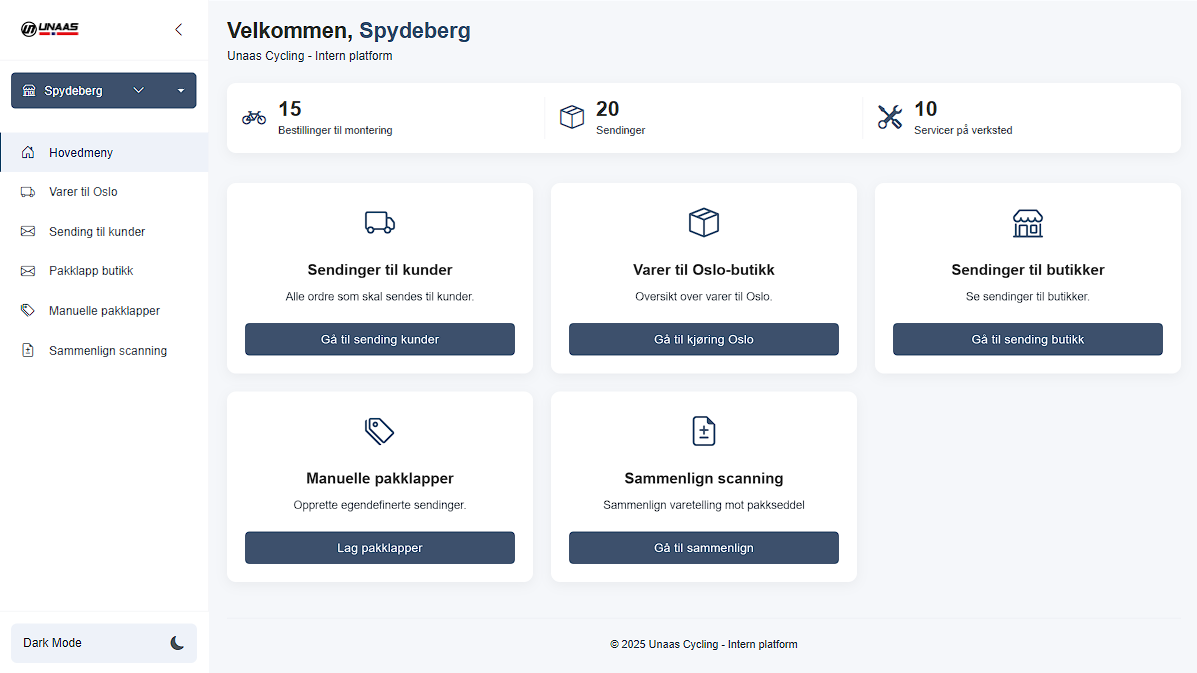 UNAAS
Velkommen, Spydeberg
Unaas Cycling - Intern platform
Spydeberg
Hovedmeny
Varer til Oslo
Sending til kunder
Pakklapp butikk
Manuelle pakklapper
Sammenlign scanning
15
Bestillinger til montering
20
Sendinger
10
Servicer på verksted
Sendinger til kunder
Alle ordre som skal sendes til kunder.
Gå til sending kunder
Varer til Oslo-butikk
Oversikt over varer til Oslo.
Gå til kjøring Oslo
Sendinger til butikker
Se sendinger til butikker.
Gå til sending butikk
Manuelle pakklapper
Opprette egendefinerte sendinger.
Lag pakklapper
Sammenlign scanning
Sammenlign varetelling mot pakkseddel
Gå til sammenlign
Dark Mode
© 2025 Unaas Cycling - Intern platform